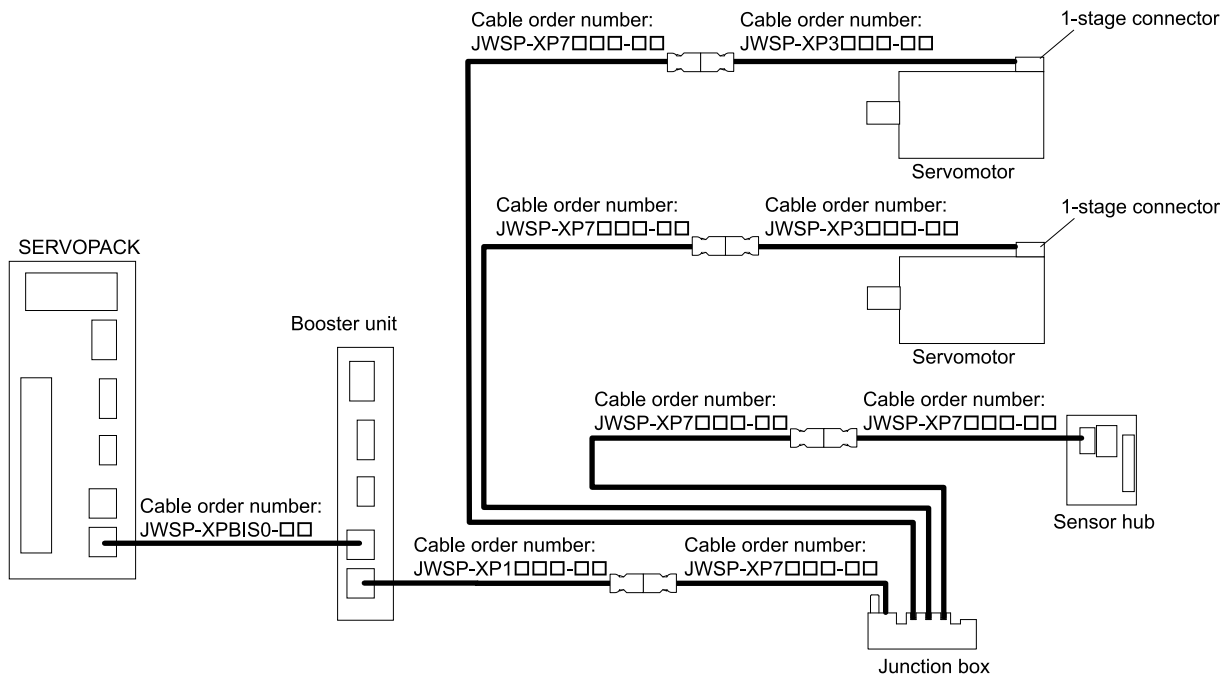 Cable order number:
JWSP-XP7□□□-□□
Cable order number:
JWSP-XP3□□□-□□
1-stage connector
Servomotor
Cable order number:
JWSP-XP7□□□-□□
Cable order number:
JWSP-XP3□□□-□□
1-stage connector
Servomotor
SERVOPACK
Booster unit
Cable order number:
JWSP-XP7□□□-□□
Cable order number:
JWSP-XP7□□□-□□
Sensor hub
Cable order number:
JWSP-XPBIS0-□□
Cable order number:
JWSP-XP1□□□-□□
Cable order number:
JWSP-XP7□□□-□□
Junction box